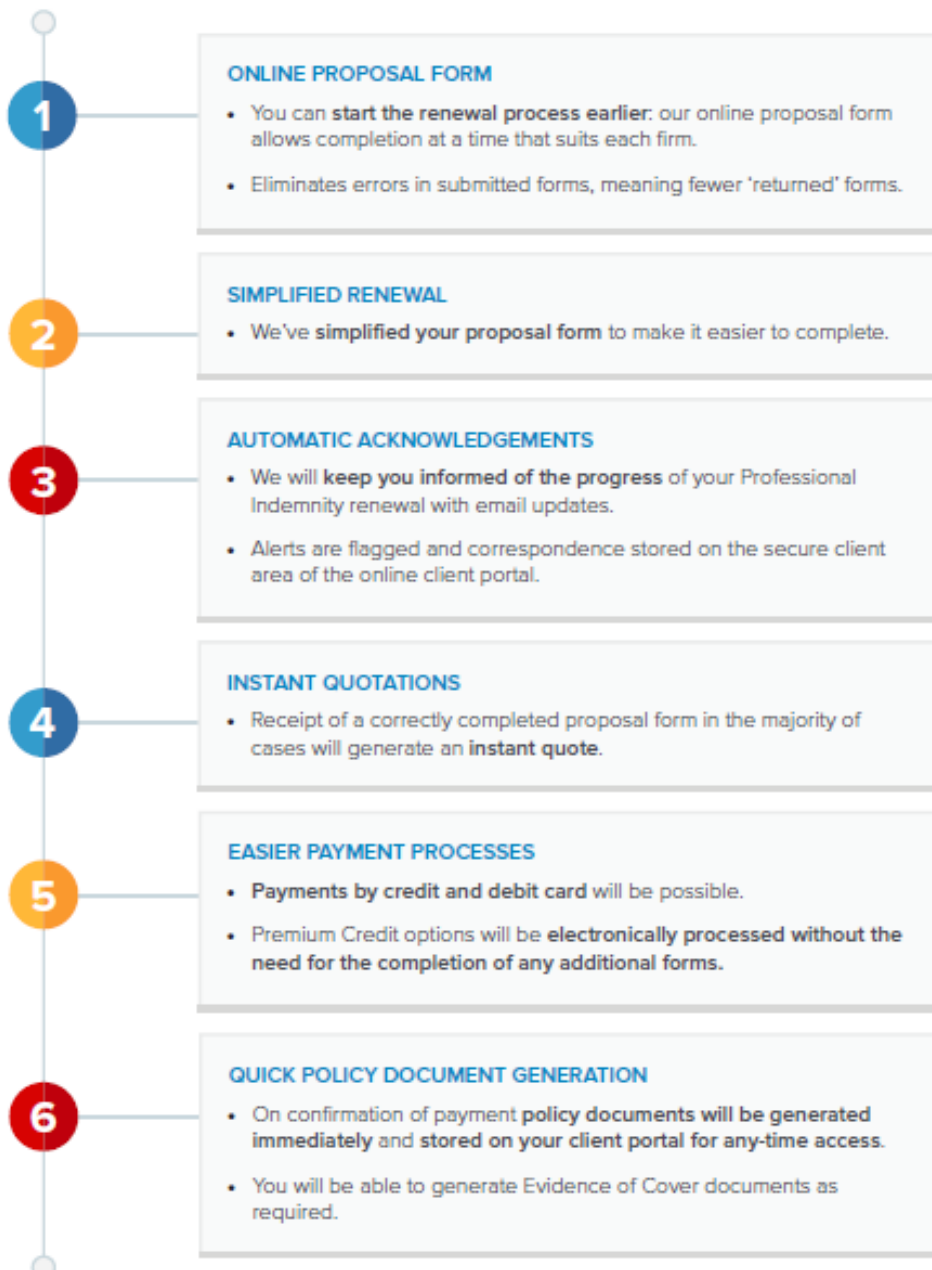 1
ONLINE PROPOSAL FORM
• You can start the renewal process earlier: our online proposal form
allows completion at a time that suits each firm.
• Eliminates errors in submitted forms, meaning fewer ‘returned’ forms.
2
SIMPLIFIED RENEWAL
• We’ve simplified your proposal form to make it easier to complete.
3
AUTOMATIC ACKNOWLEDGEMENTS
• We will keep you informed of the progress of your Professional
Indemnity renewal with email updates.
• Alerts are flagged and correspondence stored on the secure client
area of the online client portal.
4
INSTANT QUOTATIONS
• Receipt of a correctly completed proposal form in the majority of
cases will generate an instant quote.
5
EASIER PAYMENT PROCESSES
• Payments by credit and debit card will be possible.
• Premium Credit options will be electronically processed without the
need for the completion of any additional forms.
6
QUICK POLICY DOCUMENT GENERATION
• On confirmation of payment policy documents will be generated
immediately and stored on your client portal for any-time access.
• You will be able to generate Evidence of Cover documents as
required.